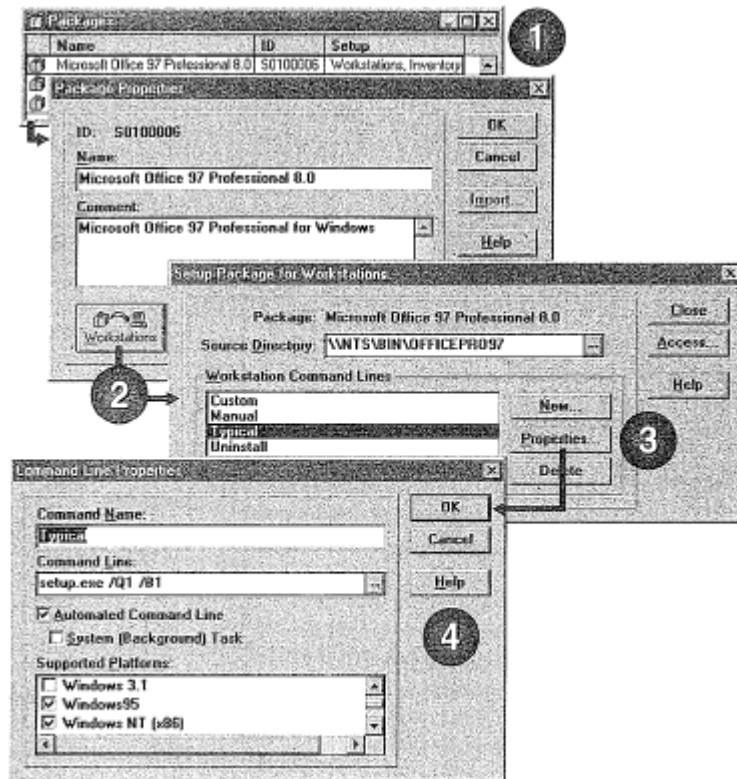 Packages
1
Name ID Setup
Microsoft Office 97 Professional 8.0 S0100006 Workstations, Inventory
Package Properties
ID: S0100006
Name:
Microsoft Office 97 Professional 8.0
Comment:
Microsoft Office 97 Professional for Windows
OK
Cancel
Import...
Help
Workstations
2
Setup Package for Workstations
Package: Microsoft Office 97 Professional 8.0
Source Directory: \\NTS\BIN\OFFICEPRO97
...
Close
Access...
Help
Workstation Command Lines
Custom
Manual
Typical
Uninstall
New...
Properties...
Delete
3
Command Line Properties
Command Name:
Typical
Command Line:
setup.exe /Q1 /B1
...
Automated Command Line
System (Background) Task
Supported Platforms:
Windows 3.1
Windows95
Windows NT (x86)
OK
Cancel
Help
4